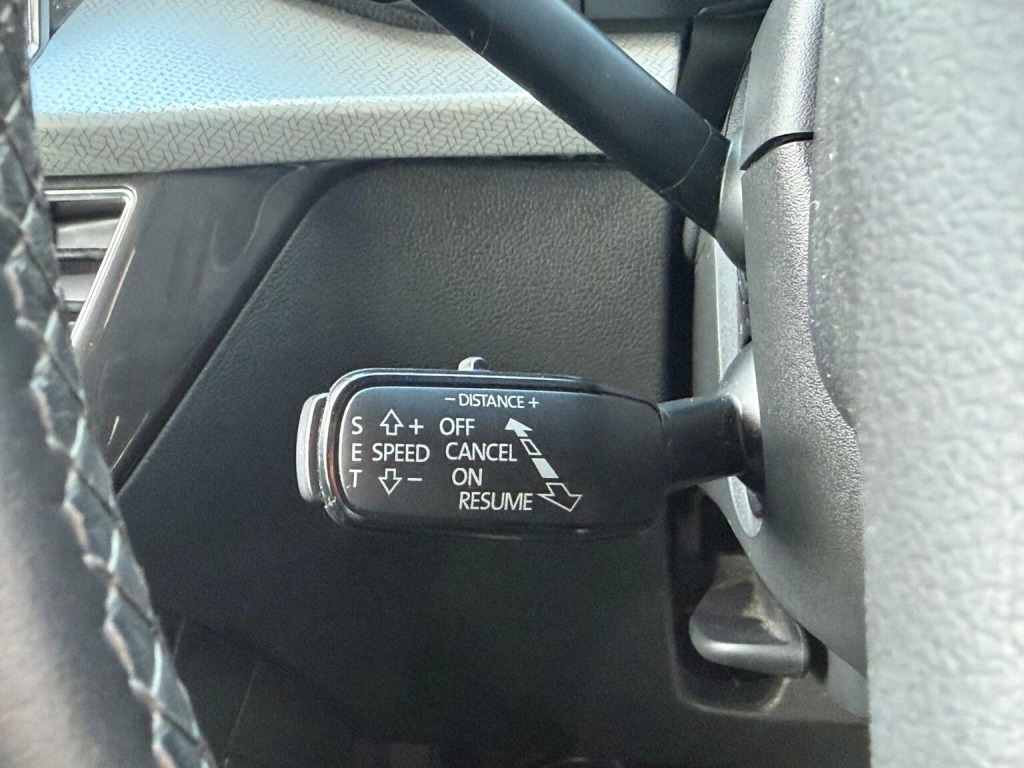 − DISTANCE +
S + OFF
E SPEED CANCEL
T − ON
RESUME